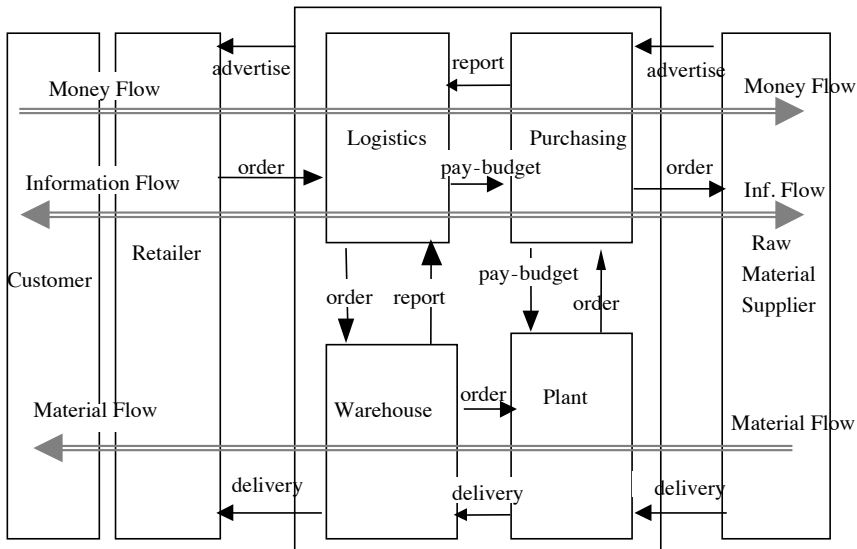 report
advertise
advertise
Money Flow
Money Flow
Logistics
Purchasing
order
pay-budget
order
Information Flow
Inf. Flow
Retailer
Raw
Material
Supplier
Customer
pay-budget
order
report
order
Material Flow
Warehouse
order
Plant
Material Flow
delivery
delivery
delivery